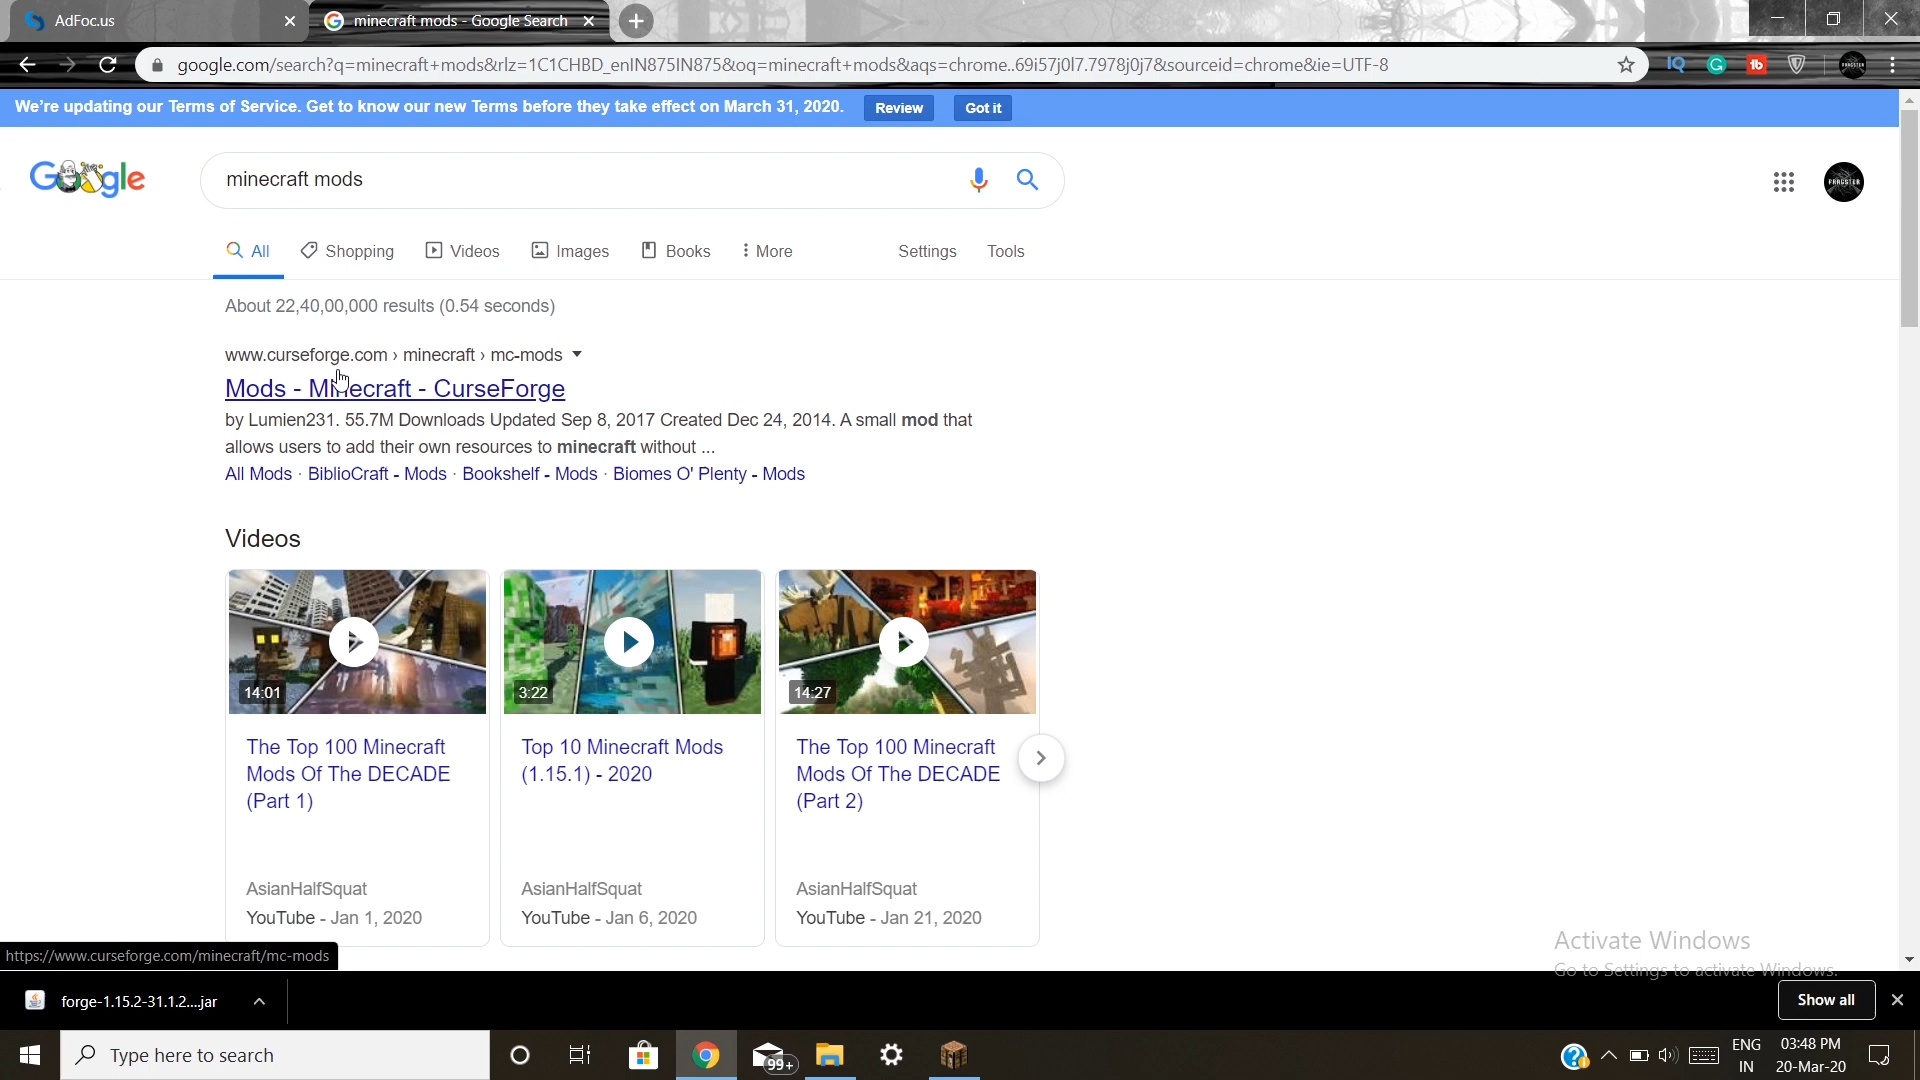 AdFoc.us
minecraft mods - Google Search
google.com/search?q=minecraft+mods&rlz=1C1CHBD_enIN875IN875&oq=minecraft+mods&aqs=chrome..69i57j0l7.7978j0j7&sourceid=chrome&ie=UTF-8
We're updating our Terms of Service. Get to know our new Terms before they take effect on March 31, 2020. Review Got it
Google
minecraft mods
FANGSTER
All Shopping Videos Images Books More Settings Tools
About 22,40,00,000 results (0.54 seconds)
www.curseforge.com › minecraft › mc-mods
Mods - Minecraft - CurseForge
by Lumien231. 55.7M Downloads Updated Sep 8, 2017 Created Dec 24, 2014. A small mod that
allows users to add their own resources to minecraft without ...
All Mods · BiblioCraft - Mods · Bookshelf - Mods · Biomes O' Plenty - Mods
Videos
14:01
3:22
14:27
The Top 100 Minecraft
Mods Of The DECADE
(Part 1)
AsianHalfSquat
YouTube - Jan 1, 2020
Top 10 Minecraft Mods
(1.15.1) - 2020
AsianHalfSquat
YouTube - Jan 6, 2020
The Top 100 Minecraft
Mods Of The DECADE
(Part 2)
AsianHalfSquat
YouTube - Jan 21, 2020
Activate Windows
Go to Settings to activate Windows.
https://www.curseforge.com/minecraft/mc-mods
forge-1.15.2-31.1.2....jar
Show all
Type here to search
99+
ENG
IN
03:48 PM
20-Mar-20